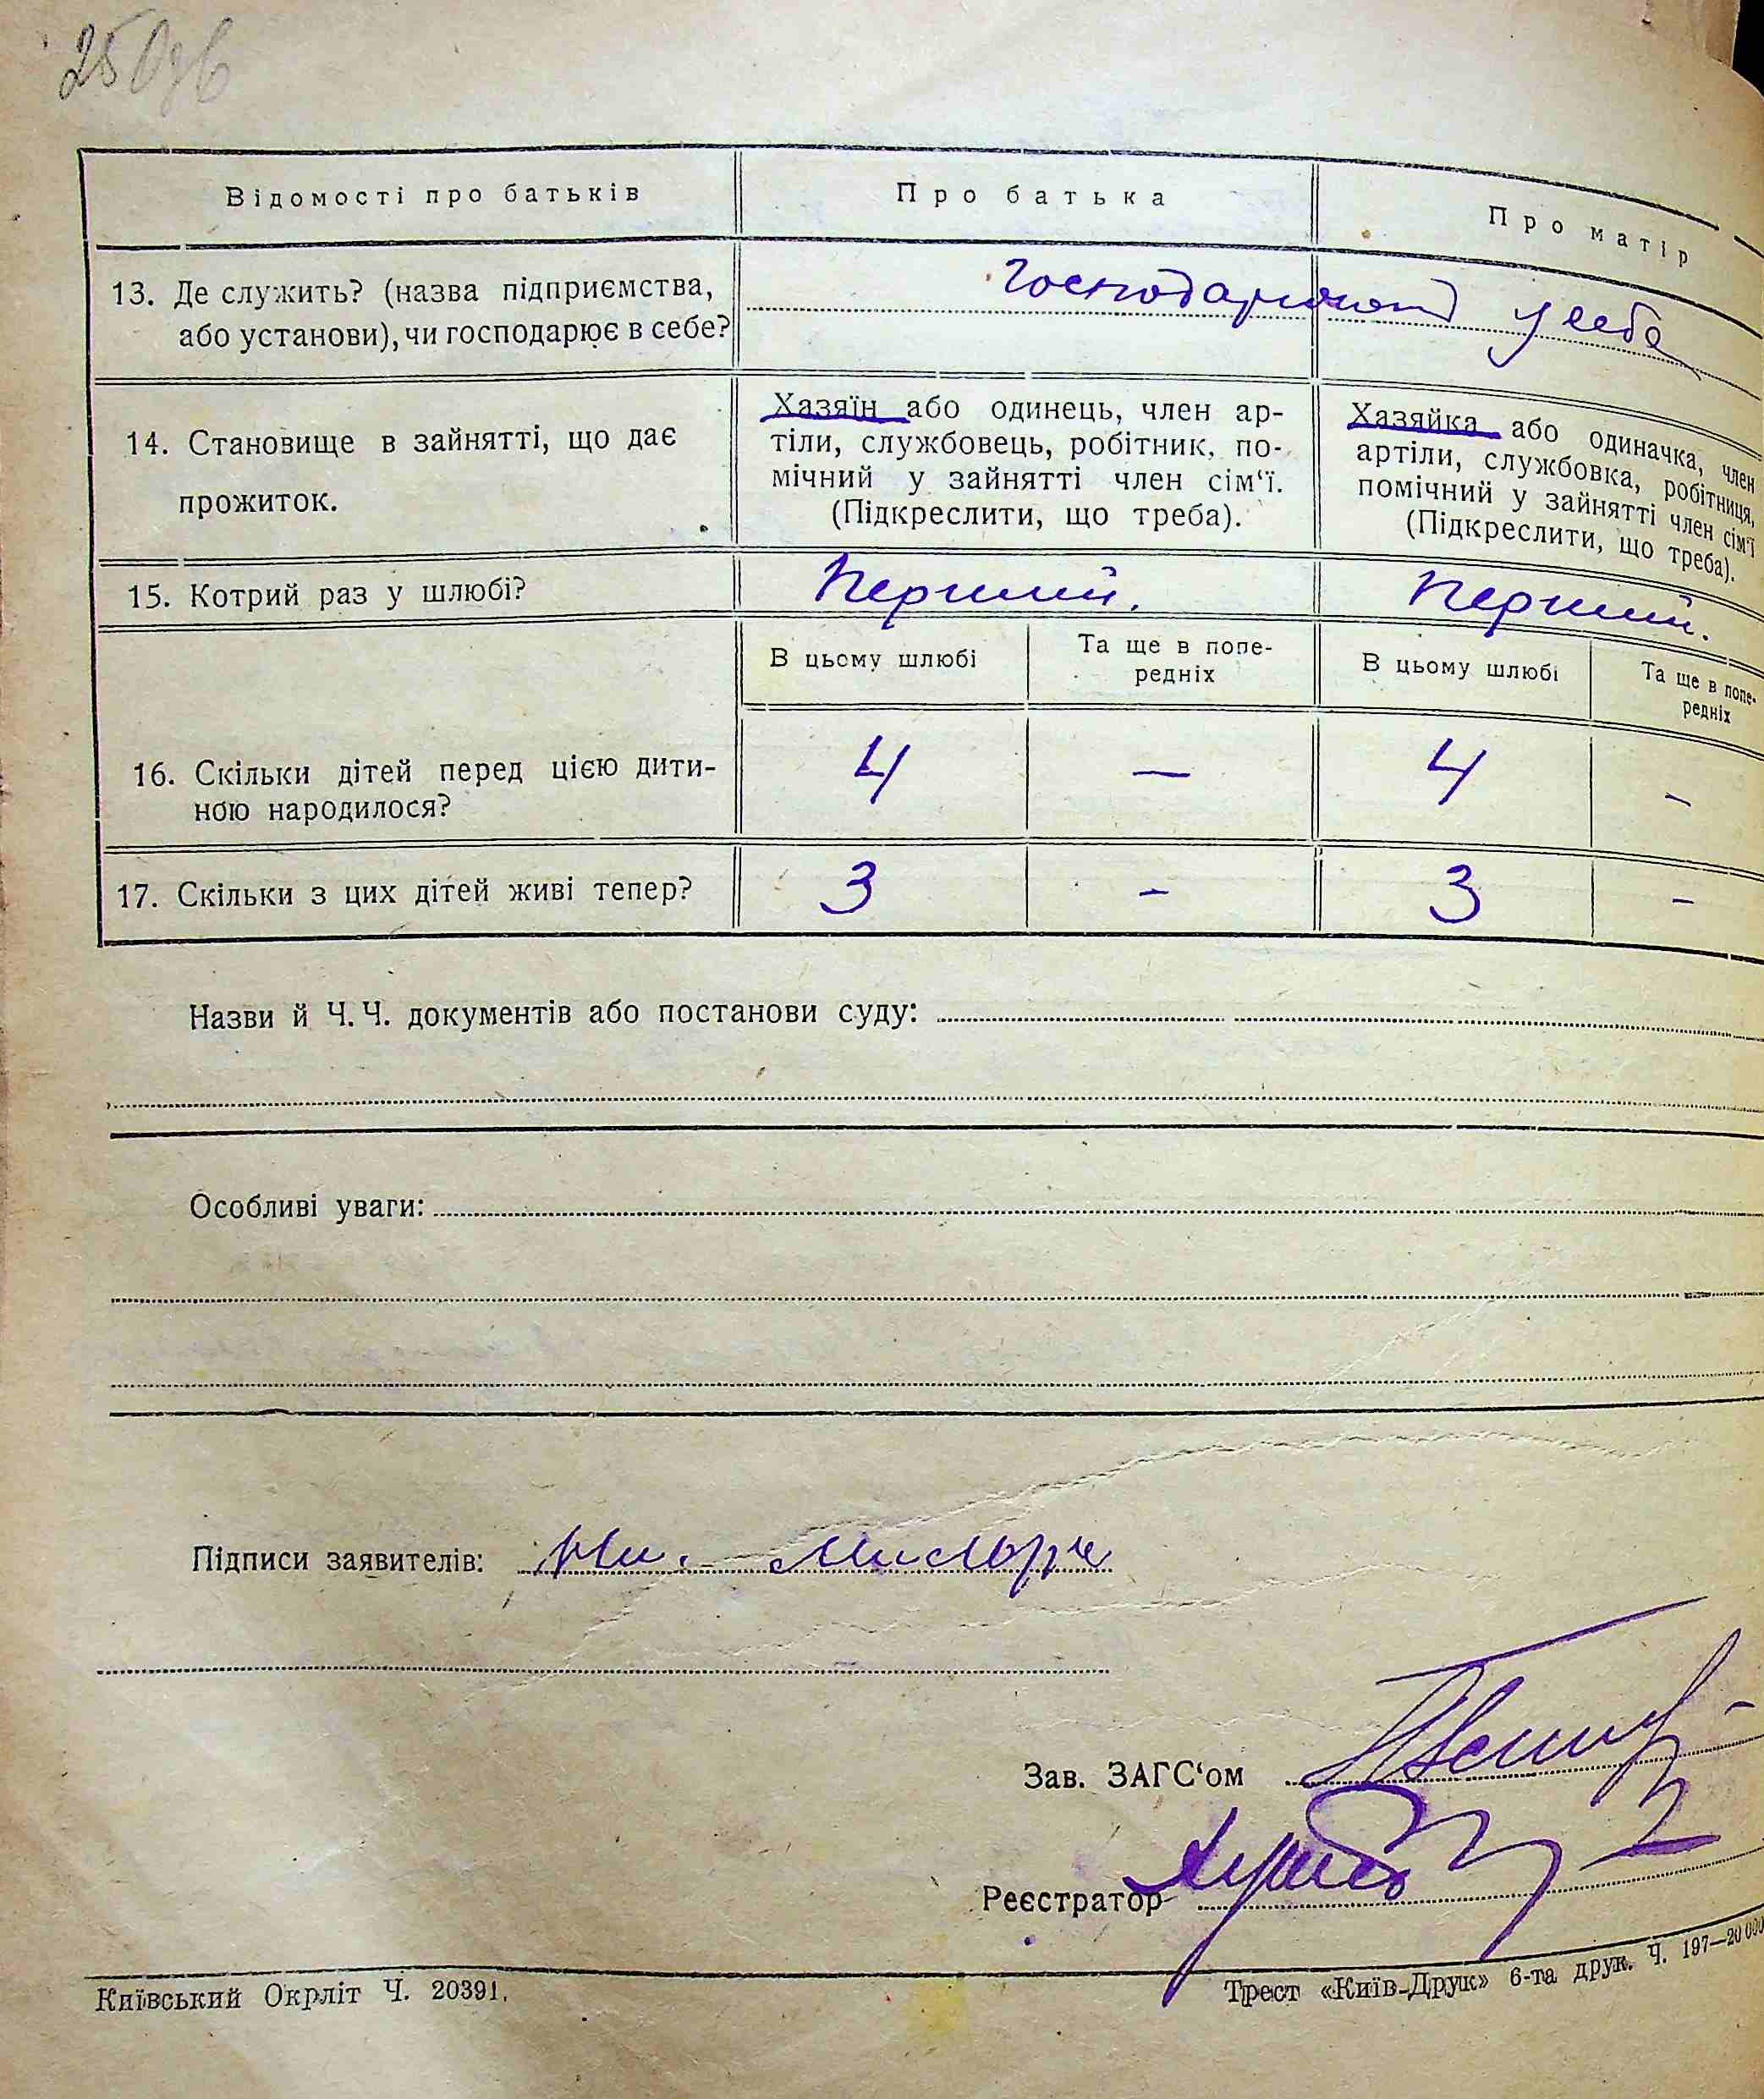 Відомості про батьків
Про батька
Про матір
13. Де служить? (назва підприємства,
або установи), чи господарює в себе?
господарюют у себе
14. Становище в зайнятті, що дає
прожиток.
Хазяїн або одинець, член ар-
тіли, службовець, робітник, по-
мічний у зайнятті член сім‘ї.
(Підкреслити, що треба).
Хазяйка або одиначка, член
артіли, службовка, робітниця,
помічний у зайнятті член сім‘ї
(Підкреслити, що треба).
15. Котрий раз у шлюбі?
Перший.
Перший.
В цьому шлюбі
Та ще в попе-
редніх
В цьому шлюбі
Та ще в попе-
редніх
16. Скільки дітей перед цією дити-
ною народилося?
4 — 4 -
17. Скільки з цих дітей живі тепер?
3 - 3 -
Назви й Ч. Ч. документів або постанови суду:
Особливі уваги:
Підписи заявителів:
Зав. ЗАГС‘ом
Реєстратор
Київський Окрліт Ч. 20391.
Трест «Київ-Друк» 6-та друк. Ч. 197—20 000